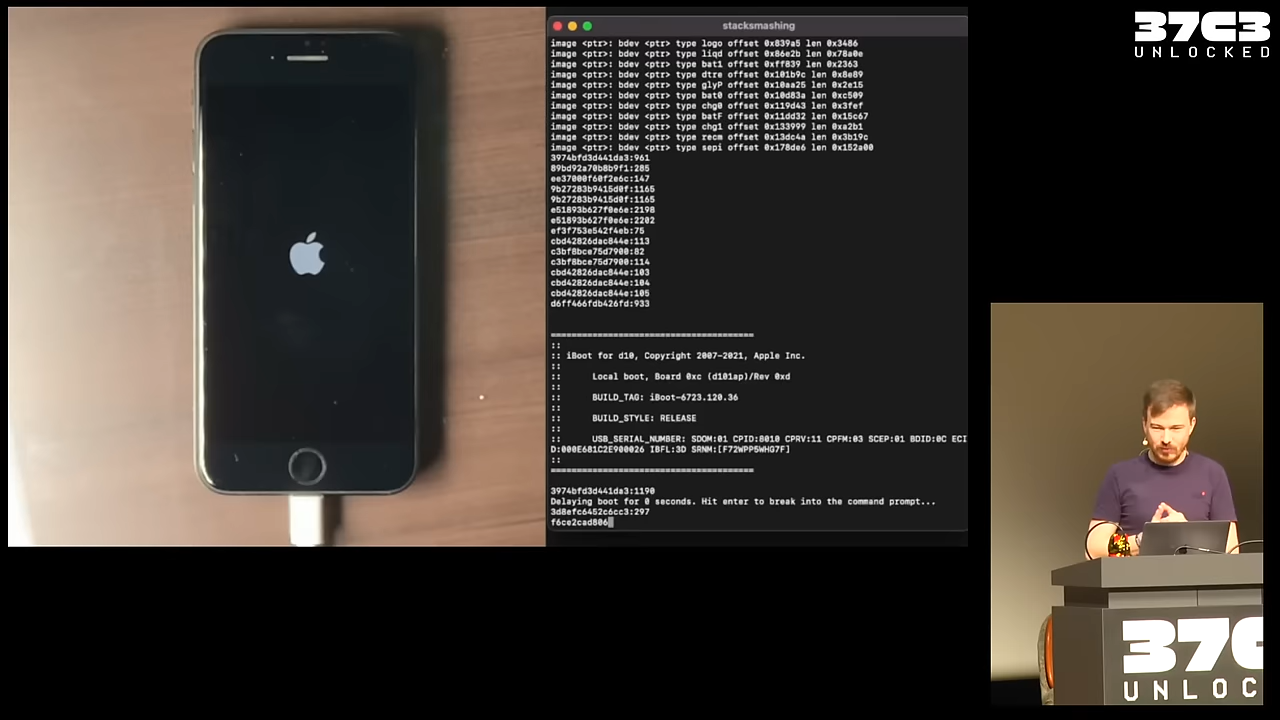 stacksmashing
image <ptr>: bdev <ptr> type logo offset 0x839a5 len 0x3486
image <ptr>: bdev <ptr> type liqd offset 0x86e2b len 0x78a0e
image <ptr>: bdev <ptr> type bat1 offset 0xff839 len 0x2363
image <ptr>: bdev <ptr> type dtre offset 0x101b9c len 0x8e89
image <ptr>: bdev <ptr> type glyP offset 0x10aa25 len 0x2e15
image <ptr>: bdev <ptr> type bat0 offset 0x10d83a len 0xc509
image <ptr>: bdev <ptr> type chg0 offset 0x119d43 len 0x3fef
image <ptr>: bdev <ptr> type batF offset 0x11dd32 len 0x15c67
image <ptr>: bdev <ptr> type chg1 offset 0x133999 len 0xa2b1
image <ptr>: bdev <ptr> type recm offset 0x13dc4a len 0x3b19c
image <ptr>: bdev <ptr> type sepi offset 0x178de6 len 0x152a00
3974bfd3d441da3:961
89bd92a70b8b9f1:285
ee37000f60f2e6c:147
9b27283b9415d0f:1165
9b27283b9415d0f:1165
e51893b627f0e6e:2198
e51893b627f0e6e:2202
ef3f753e542f4eb:75
cbd42826dac844e:113
c3bf8bce75d7900:82
c3bf8bce75d7900:114
cbd42826dac844e:103
cbd42826dac844e:104
cbd42826dac844e:105
d6ff466fdb426fd:933
=======================================
::
:: iBoot for d10, Copyright 2007-2021, Apple Inc.
::
:: Local boot, Board 0xc (d101ap)/Rev 0xd
::
:: BUILD_TAG: iBoot-6723.120.36
::
:: BUILD_STYLE: RELEASE
::
:: USB_SERIAL_NUMBER: SDOM:01 CPID:8010 CPRV:11 CPFM:03 SCEP:01 BDID:0C ECI
D:000E681C2E900026 IBFL:3D SRNM:[F72WPP5WHG7F]
::
=======================================
3974bfd3d441da3:1190
Delaying boot for 0 seconds. Hit enter to break into the command prompt...
3d8efc6452c6cc3:297
f6ce2cad806
37C3
UNLOCKED
37C
UNLOC